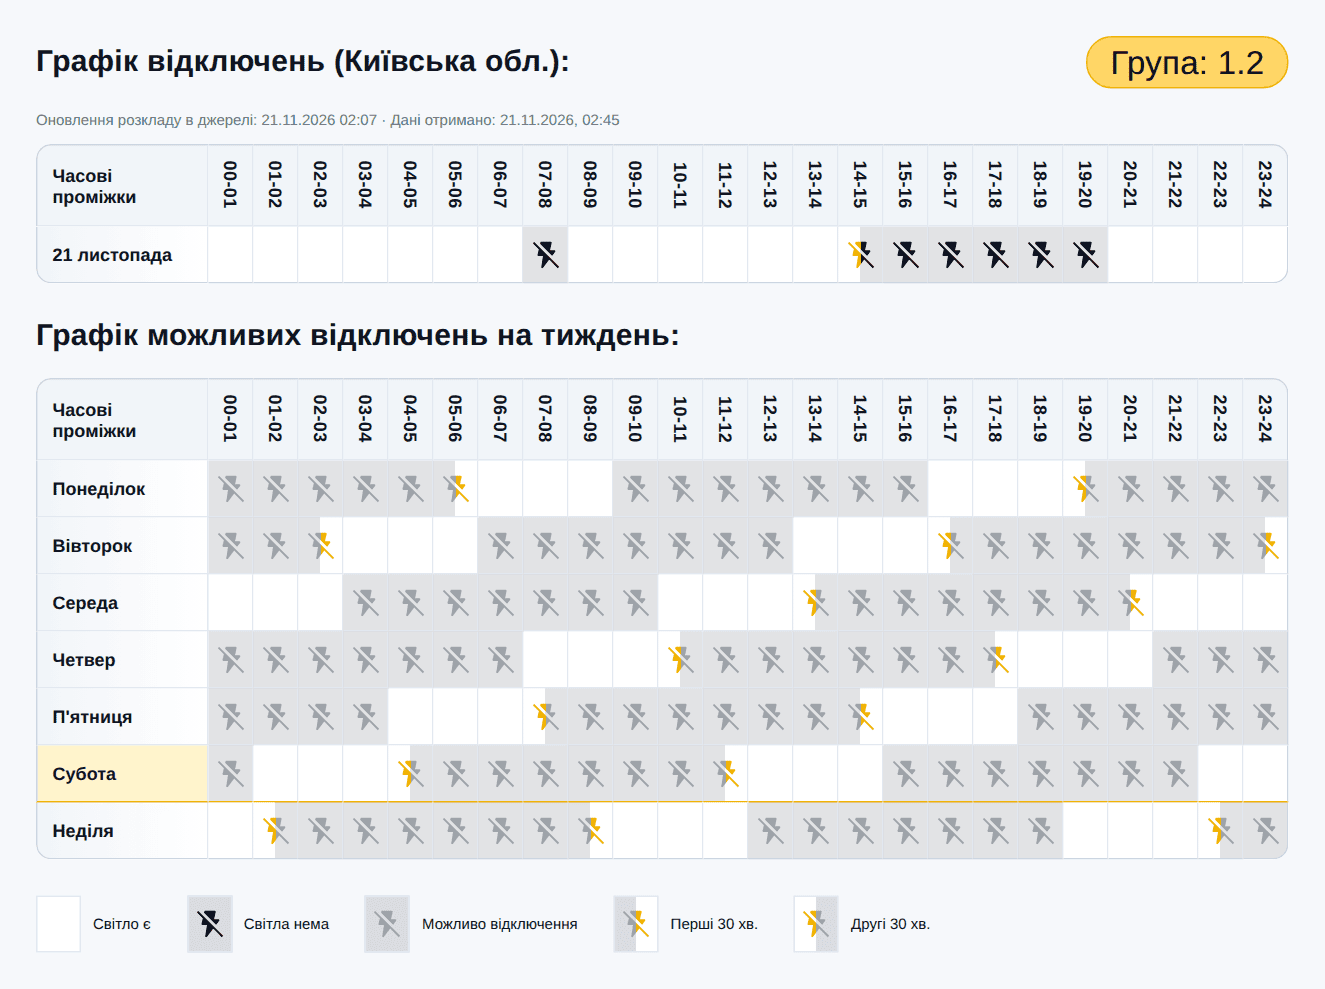 Графік відключень (Київська обл.):
Група: 1.2
Оновлення розкладу в джерелі: 21.11.2026 02:07 · Дані отримано: 21.11.2026, 02:45
Часові проміжки 00-01 01-02 02-03 03-04 04-05 05-06 06-07 07-08 08-09 09-10 10-11 11-12 12-13 13-14 14-15 15-16 16-17 17-18 18-19 19-20 20-21 21-22 22-23 23-24
21 листопада
Графік можливих відключень на тиждень:
Часові проміжки 00-01 01-02 02-03 03-04 04-05 05-06 06-07 07-08 08-09 09-10 10-11 11-12 12-13 13-14 14-15 15-16 16-17 17-18 18-19 19-20 20-21 21-22 22-23 23-24
Понеділок
Вівторок
Середа
Четвер
П'ятниця
Субота
Неділя
Світло є Світла нема Можливо відключення Перші 30 хв. Другі 30 хв.